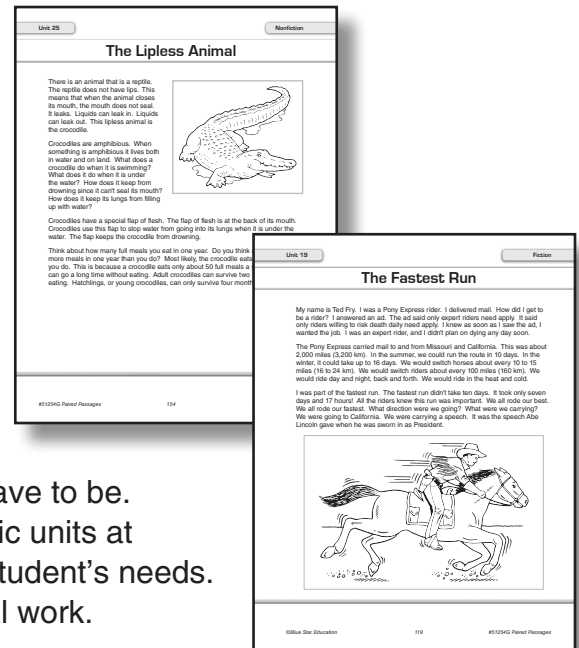 Unit 25
Nonfiction
The Lipless Animal
There is an animal that is a reptile.
The reptile does not have lips. This
means that when the animal closes
its mouth, the mouth does not seal.
It leaks. Liquids can leak in. Liquids
can leak out. This lipless animal is
the crocodile.
Crocodiles are amphibious. When
something is amphibious it lives both
in water and on land. What does a
crocodile do when it is swimming?
What does it do when it is under
the water? How does it keep from
drowning since it can't seal its mouth?
How does it keep its lungs from filling
up with water?
Crocodiles have a special flap of flesh. The flap of flesh is at the back of its mouth.
Crocodiles use this flap to stop water from going into its lungs when it is under the
water. The flap keeps the crocodile from drowning.
Think about how many full meals you eat in one year. Do you think
more meals in one year than you do? Most likely, the crocodile eats
you do. This is because a crocodile eats only about 50 full meals a
can go a long time without eating. Adult crocodiles can survive two
eating. Hatchlings, or young crocodiles, can only survive four month
#51254G Paired Passages
154
Unit 19
Fiction
The Fastest Run
My name is Ted Fry. I was a Pony Express rider. I delivered mail. How did I get to
be a rider? I answered an ad. The ad said only expert riders need apply. It said
only riders willing to risk death daily need apply. I knew as soon as I saw the ad, I
wanted the job. I was an expert rider, and I didn't plan on dying any day soon.
The Pony Express carried mail to and from Missouri and California. This was about
2,000 miles (3,200 km). In the summer, we could run the route in 10 days. In the
winter, it could take up to 16 days. We would switch horses about every 10 to 15
miles (16 to 24 km). We would switch riders about every 100 miles (160 km). We
would ride day and night, back and forth. We would ride in the heat and cold.
I was part of the fastest run. The fastest run didn't take ten days. It took only seven
days and 17 hours! All the riders knew this run was important. We all rode our best.
We all rode our fastest. What direction were we going? What were we carrying?
We were going to California. We were carrying a speech. It was the speech Abe
Lincoln gave when he was sworn in as President.
©Blue Star Education
119
#51254G Paired Passages
ave to be.
ic units at
tudent's needs.
al work.